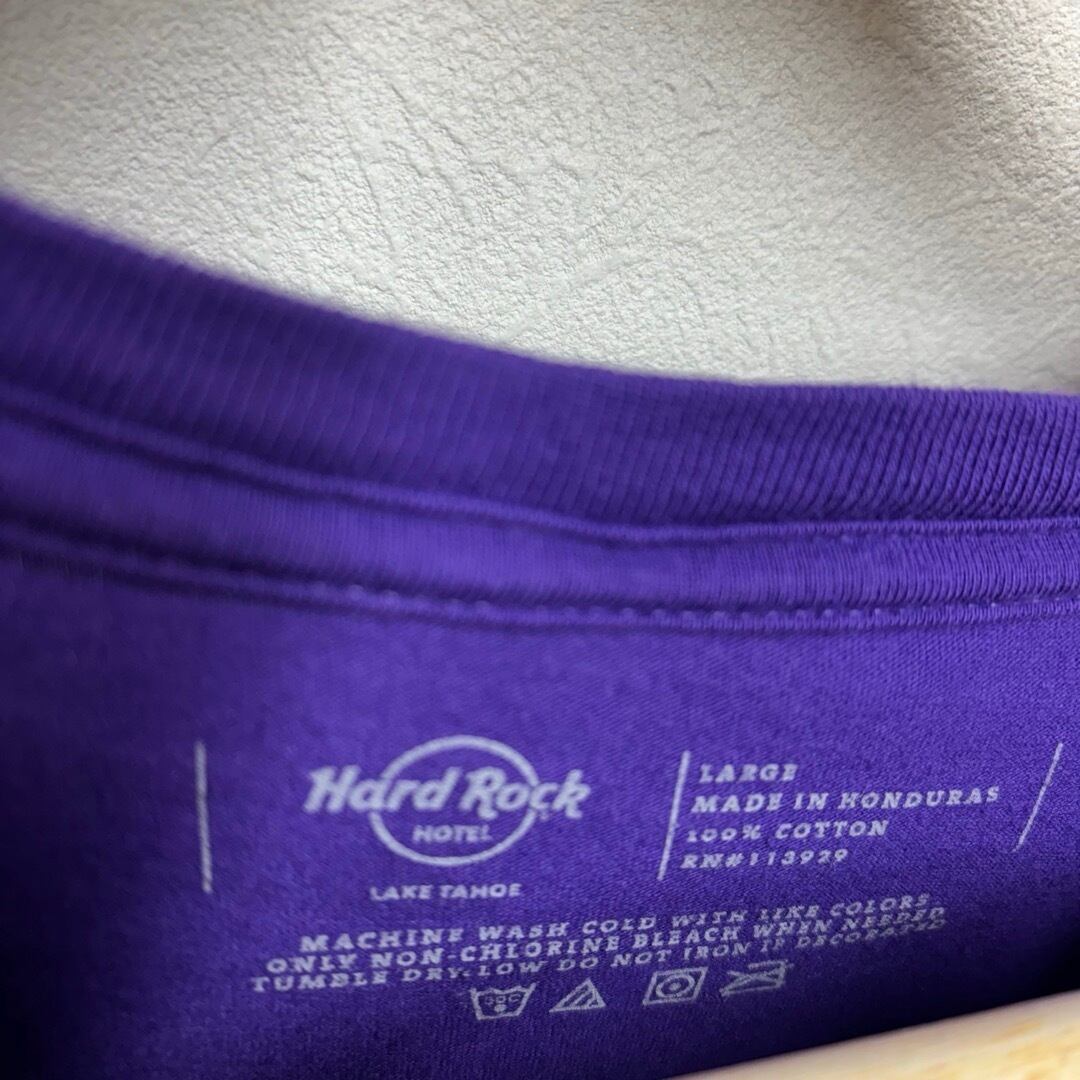 Hard Rock
HOTEL
LAKE TAHOE
LARGE
MADE IN HONDURAS
100% COTTON
RN#113929
MACHINE WASH COLD WITH LIKE COLORS
ONLY NON-CHLORINE BLEACH WHEN NEEDED
TUMBLE DRY LOW DO NOT IRON IF DECORATED